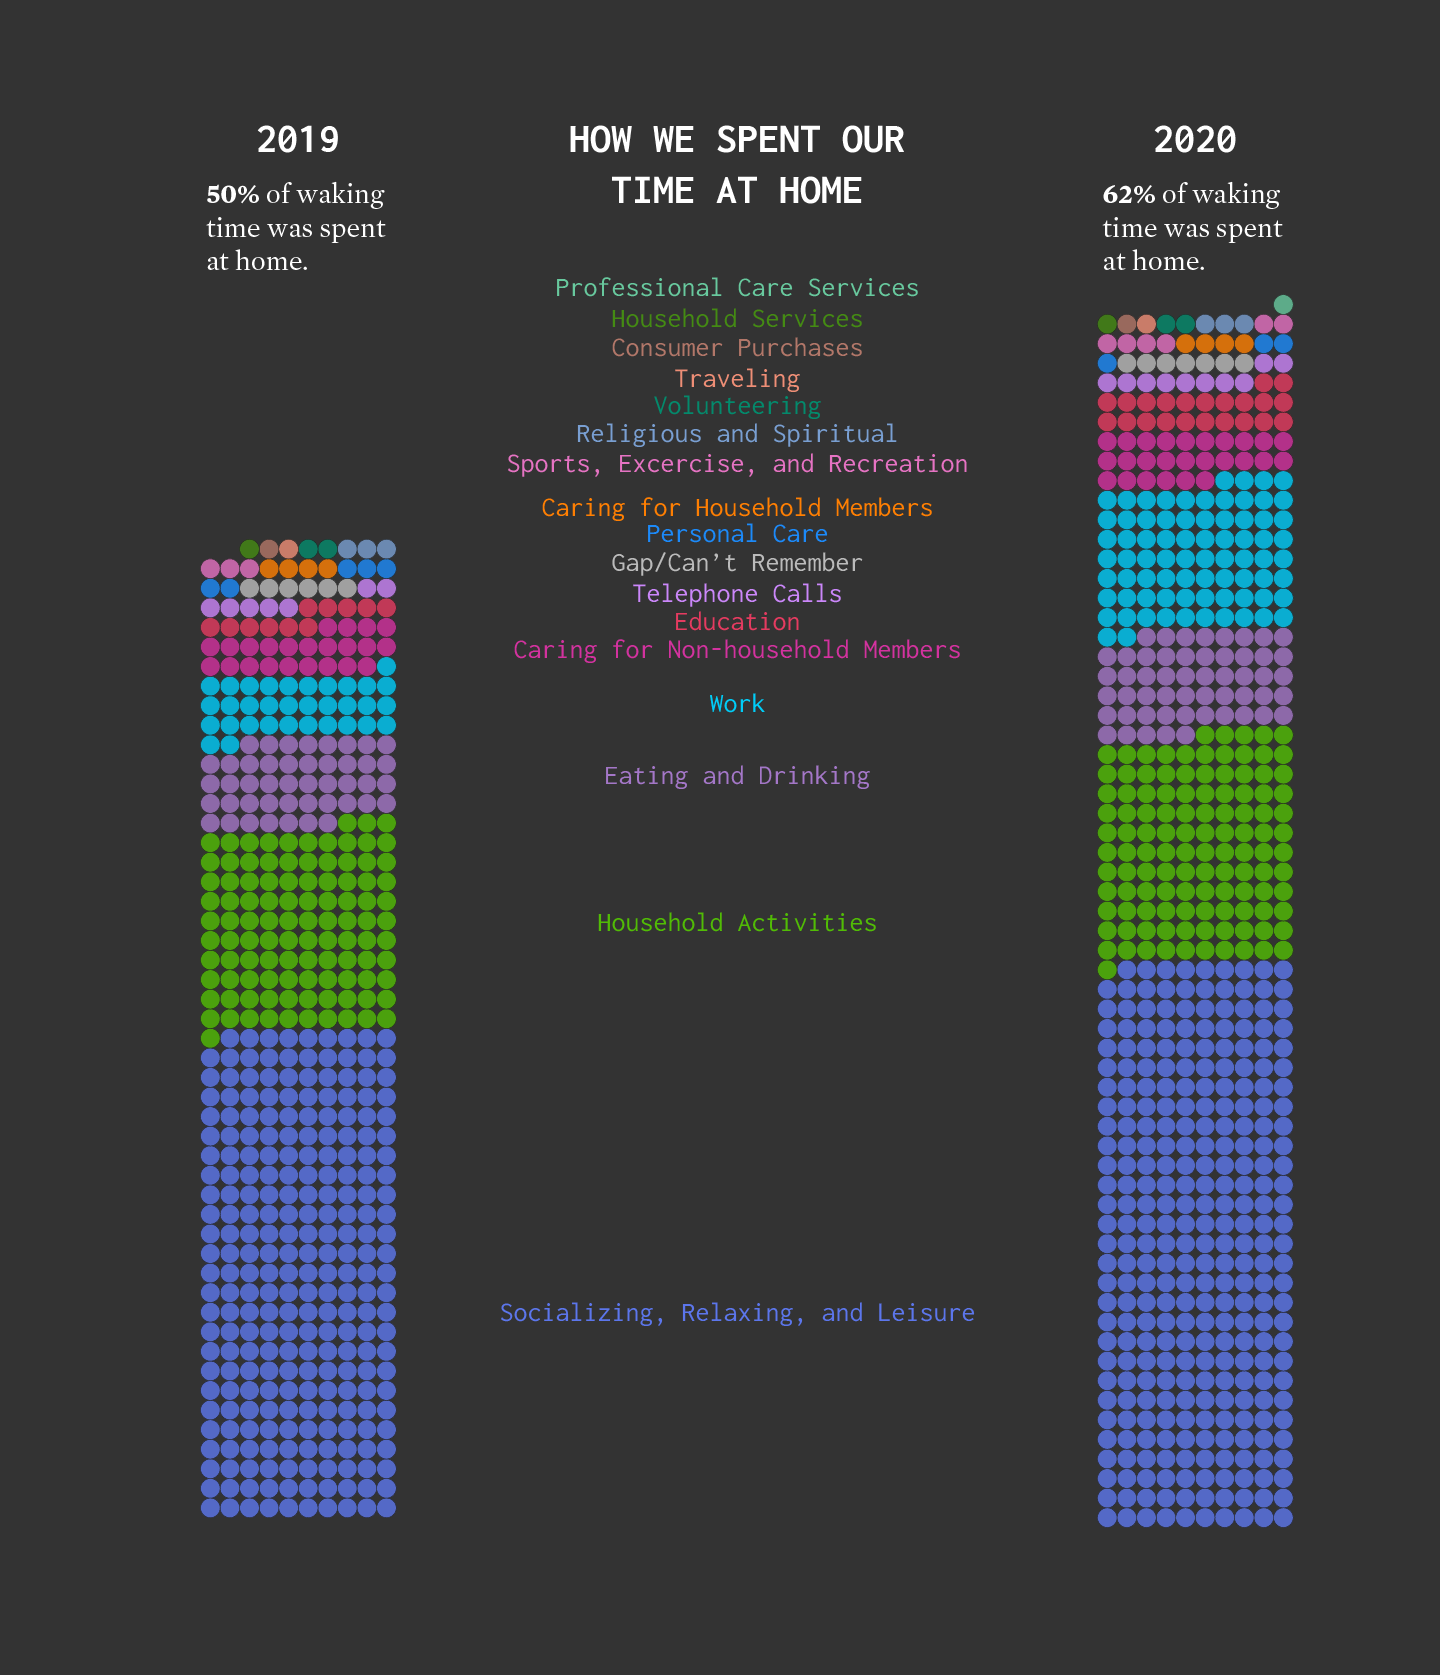 2019
50% of waking
time was spent
at home.
HOW WE SPENT OUR
TIME AT HOME
2020
62% of waking
time was spent
at home.
Professional Care Services
Household Services
Consumer Purchases
Traveling
Volunteering
Religious and Spiritual
Sports, Excercise, and Recreation
Caring for Household Members
Personal Care
Gap/Can’t Remember
Telephone Calls
Education
Caring for Non-household Members
Work
Eating and Drinking
Household Activities
Socializing, Relaxing, and Leisure